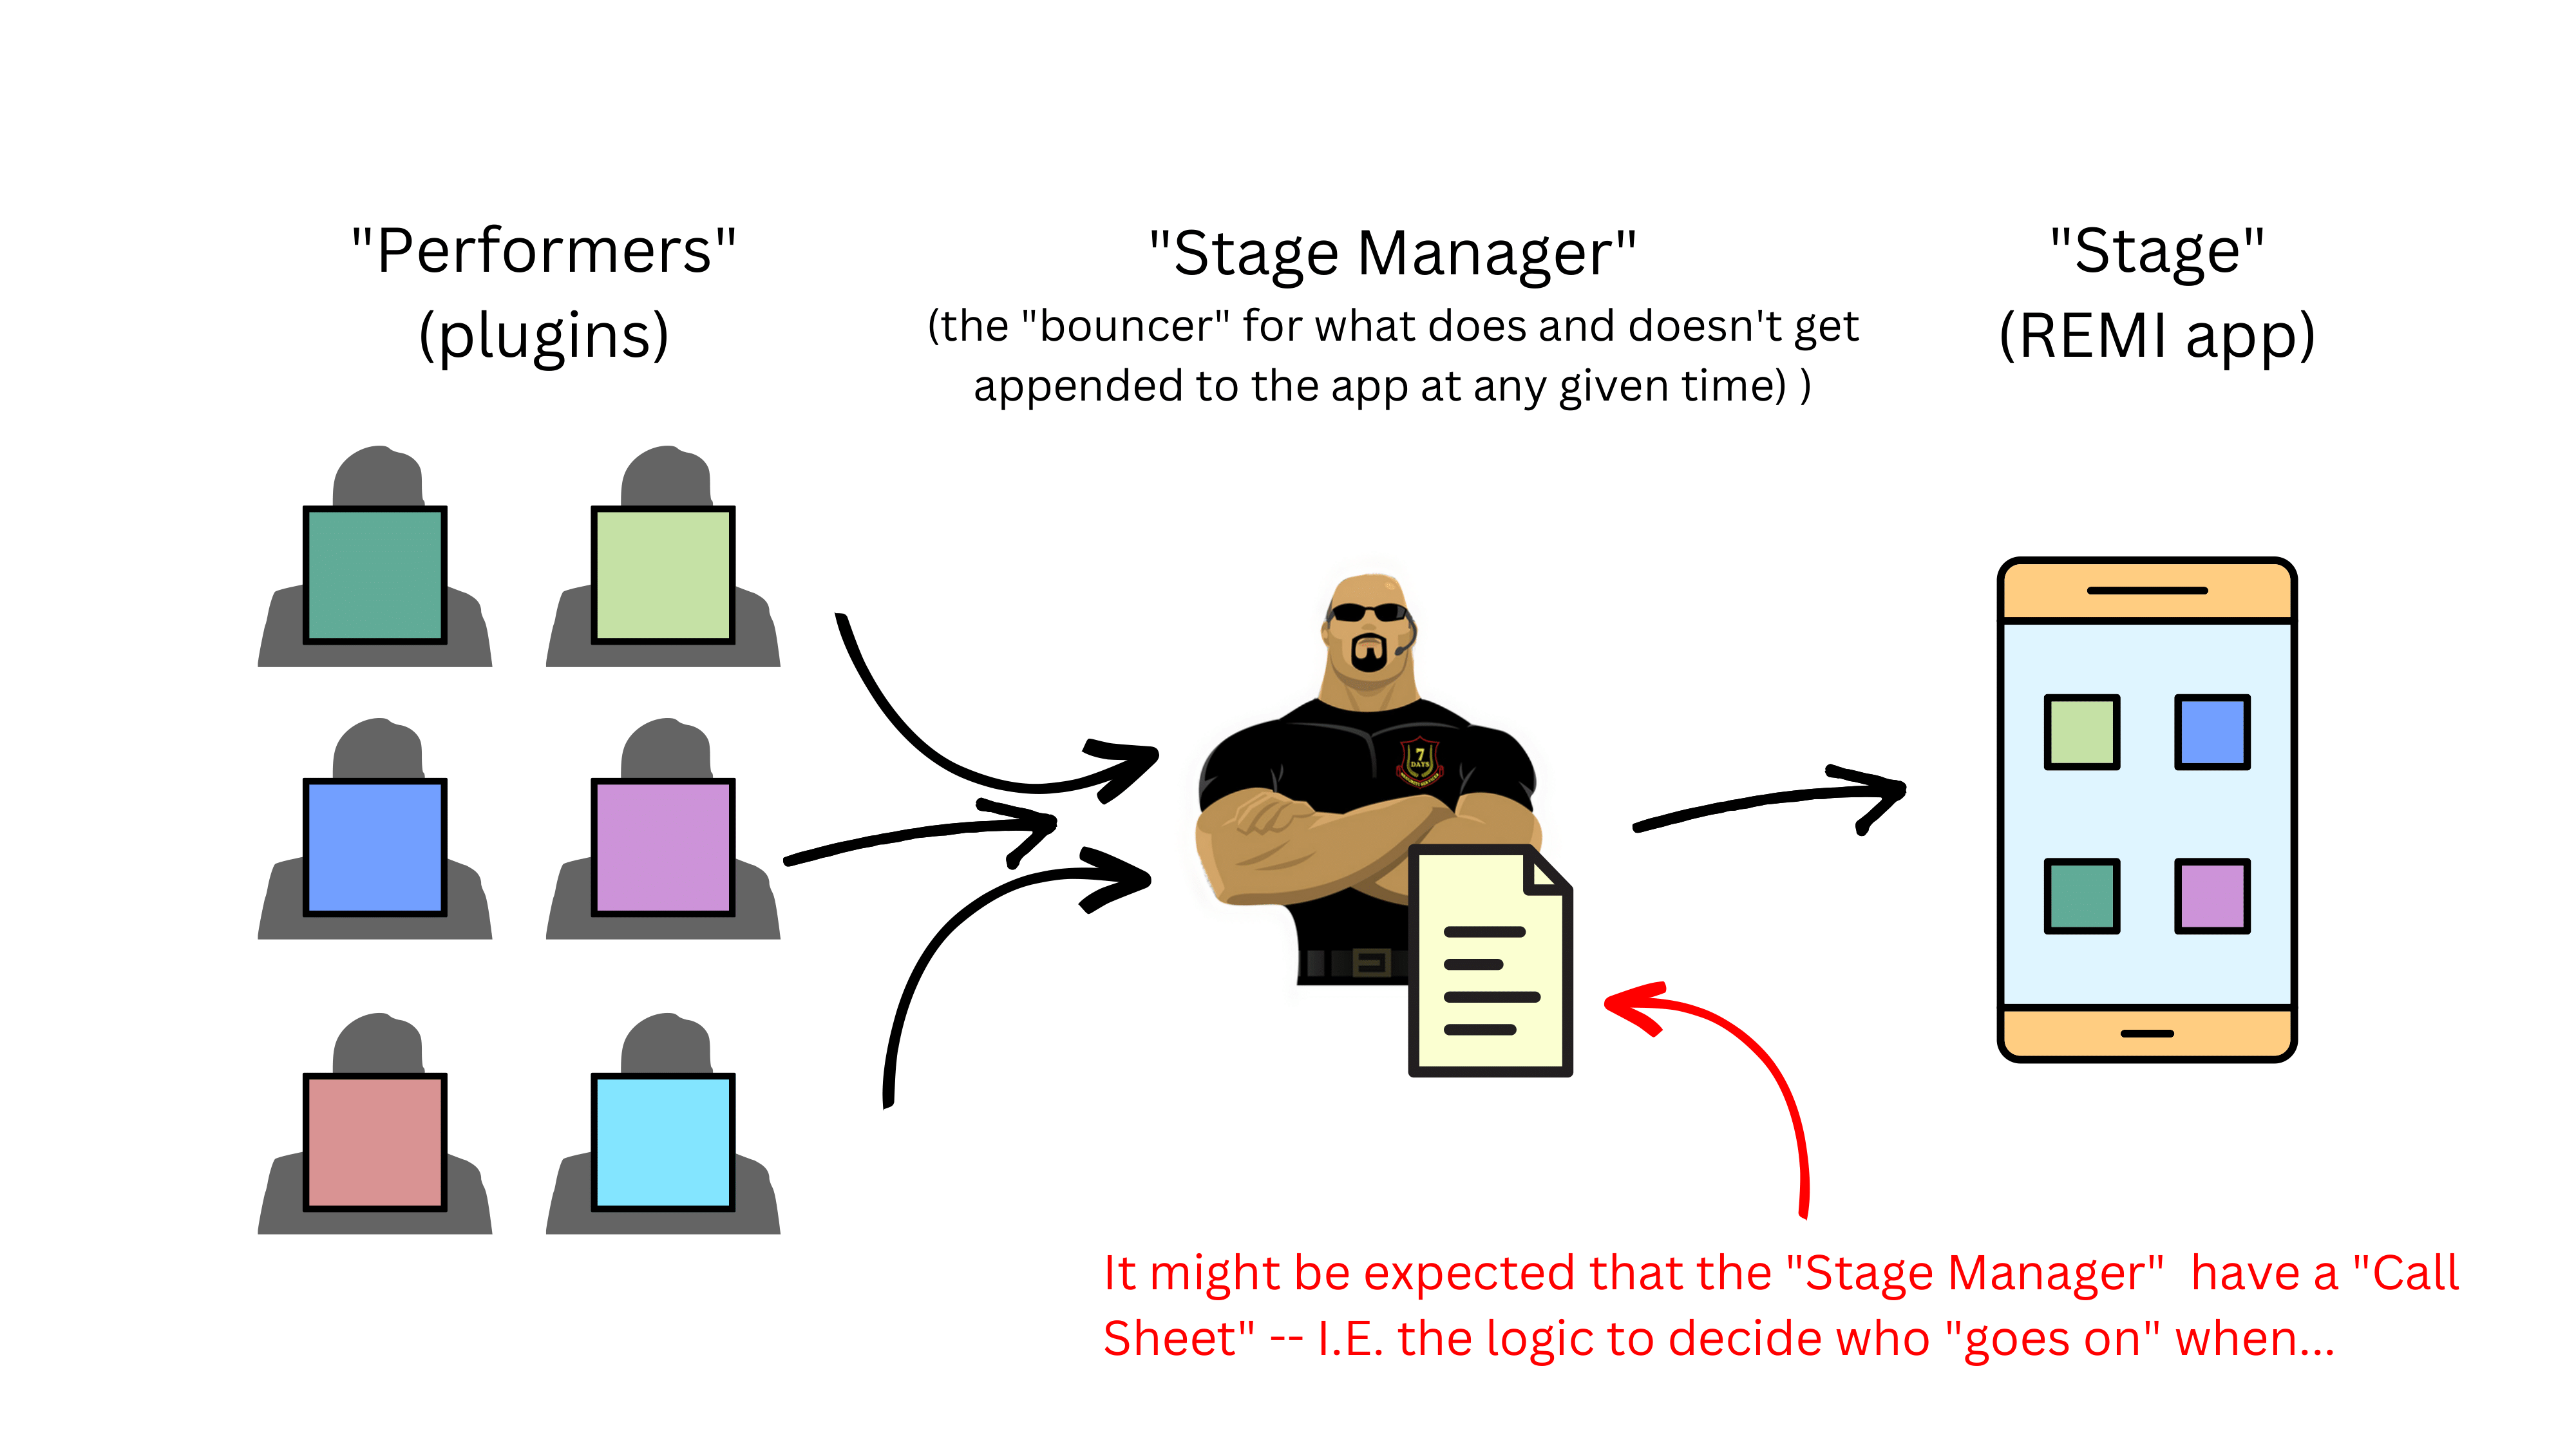 "Performers"
(plugins)
"Stage Manager"
(the "bouncer" for what does and doesn't get
appended to the app at any given time) )
"Stage"
(REMI app)
7
DAYS
It might be expected that the "Stage Manager"  have a "Call
Sheet" -- I.E. the logic to decide who "goes on" when...